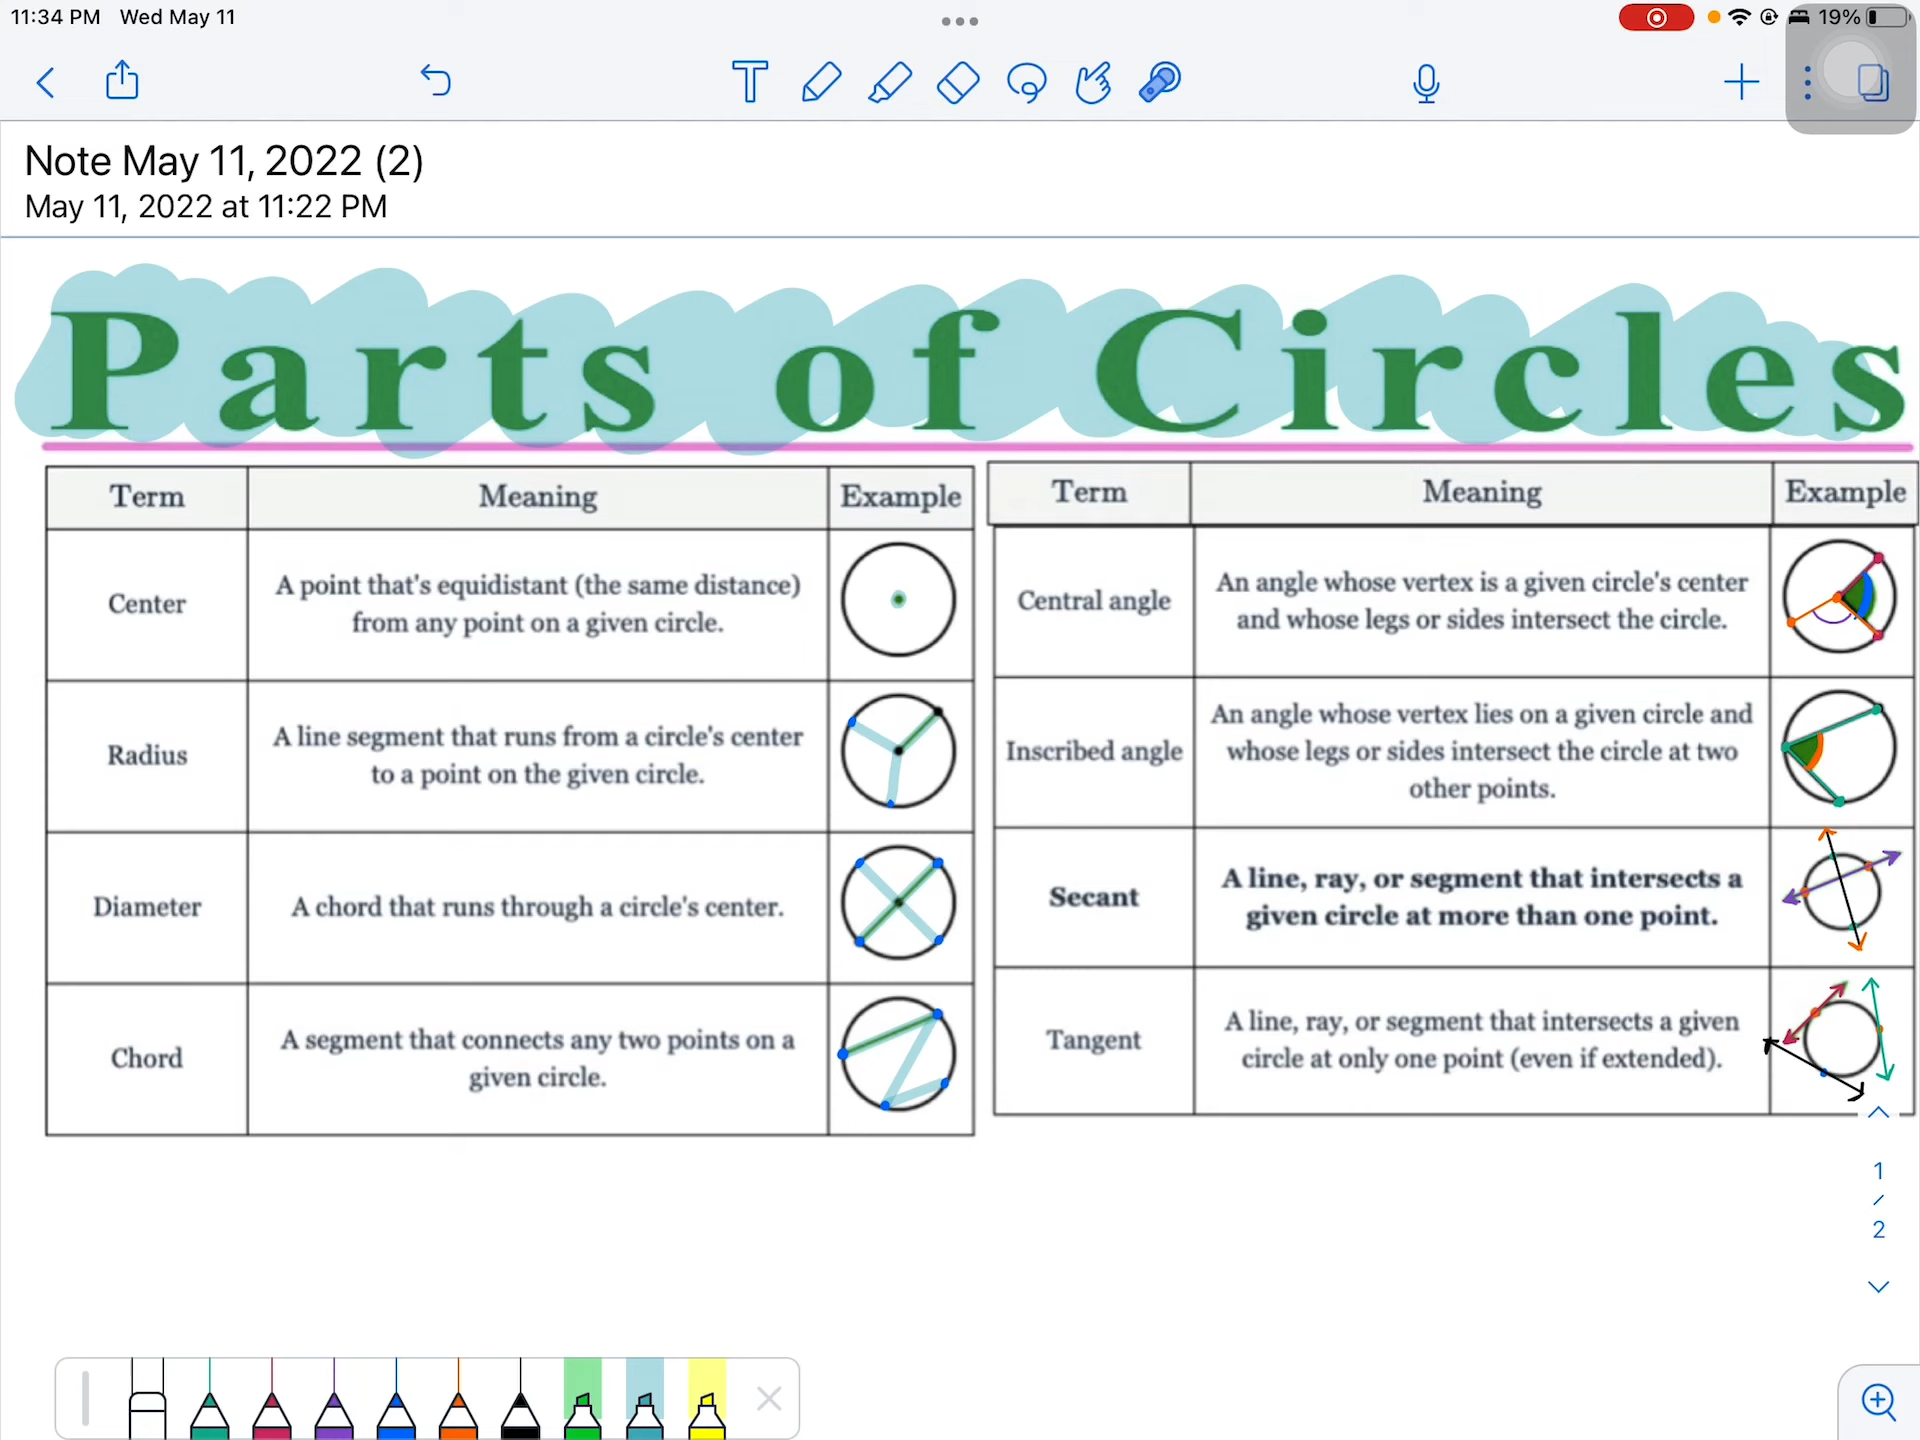 11:34 PM Wed May 11
19%
Note May 11, 2022 (2)
May 11, 2022 at 11:22 PM
Parts of Circles
Term Meaning Example
Center
A point that's equidistant (the same distance)
from any point on a given circle.
Radius
A line segment that runs from a circle's center
to a point on the given circle.
Diameter
A chord that runs through a circle's center.
Chord
A segment that connects any two points on a
given circle.
Term Meaning Example
Central angle
An angle whose vertex is a given circle's center
and whose legs or sides intersect the circle.
Inscribed angle
An angle whose vertex lies on a given circle and
whose legs or sides intersect the circle at two
other points.
Secant
A line, ray, or segment that intersects a
given circle at more than one point.
Tangent
A line, ray, or segment that intersects a given
circle at only one point (even if extended).
1
/
2